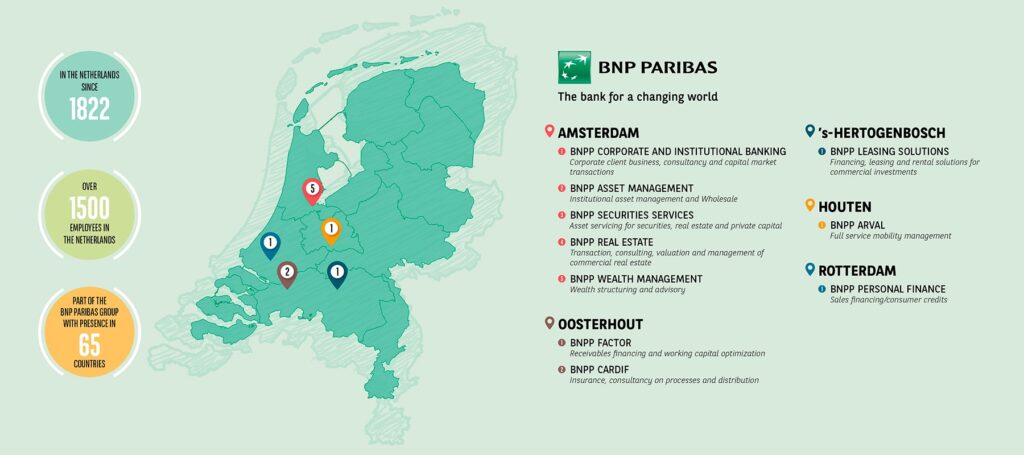 IN THE NETHERLANDS
SINCE
1822
OVER
1500
EMPLOYEES IN
THE NETHERLANDS
PART OF THE
BNP PARIBAS GROUP
WITH PRESENCE IN
65
COUNTRIES
5
1
1
2
1
BNP PARIBAS
The bank for a changing world
AMSTERDAM
1 BNPP CORPORATE AND INSTITUTIONAL BANKING
Corporate client business, consultancy and capital market
transactions
2 BNPP ASSET MANAGEMENT
Institutional asset management and Wholesale
3 BNPP SECURITIES SERVICES
Asset servicing for securities, real estate and private capital
4 BNPP REAL ESTATE
Transaction, consulting, valuation and management of
commercial real estate
5 BNPP WEALTH MANAGEMENT
Wealth structuring and advisory
OOSTERHOUT
1 BNPP FACTOR
Receivables financing and working capital optimization
2 BNPP CARDIF
Insurance, consultancy on processes and distribution
's-HERTOGENBOSCH
1 BNPP LEASING SOLUTIONS
Financing, leasing and rental solutions for
commercial investments
HOUTEN
1 BNPP ARVAL
Full service mobility management
ROTTERDAM
1 BNPP PERSONAL FINANCE
Sales financing/consumer credits